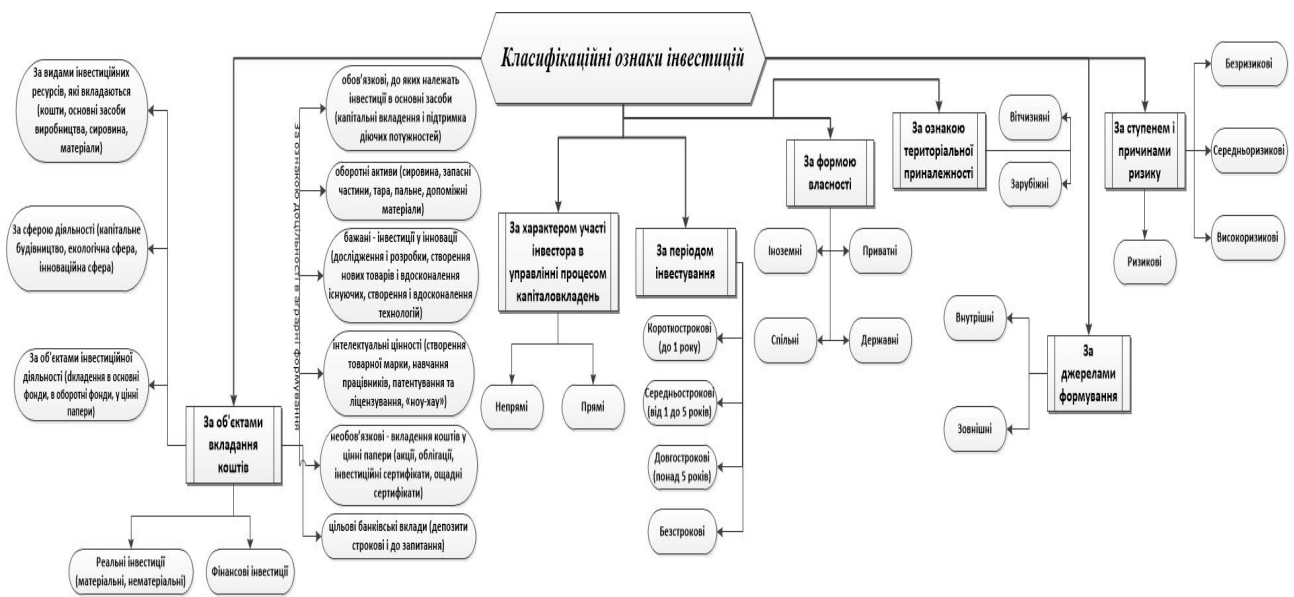 Класифікаційні ознаки інвестицій
За видами інвестиційних
ресурсів, які вкладаються
(кошти, основні засоби
виробництва, сировина,
матеріали)
За сферою діяльності (капітальне
будівництво, екологічна сфера,
інноваційна сфера)
За об'єктами інвестиційної
діяльності (dкладення в основні
фонди, в оборотні фонди, у цінні
папери)
За об'єктами
вкладання
коштів
Реальні інвестиції
(матеріальні, нематеріальні)
Фінансові інвестиції
За ознакою доцільності в аграрні формування
обов'язкові, до яких належать
інвестиції в основні засоби
(капітальні вкладення і підтримка
діючих потужностей)
оборотні активи (сировина, запасні
частини, тара, пальне, допоміжні
матеріали)
бажані - інвестиції у інновації
(дослідження і розробки, створення
нових товарів і вдосконалення
існуючих, створення і вдосконалення
технологій)
інтелектуальні цінності (створення
товарної марки, навчання
працівників, патентування та
ліцензування, «ноу-хау»)
необов'язкові - вкладення коштів у
цінні папери (акції, облігації,
інвестиційні сертифікати, ощадні
сертифікати)
цільові банківські вклади (депозити
строкові і до запитання)
За характером участі
інвестора в
управлінні процесом
капіталовкладень
Непрямі
Прямі
За періодом
інвестування
Короткострокові
(до 1 року)
Середньострокові
(від 1 до 5 років)
Довгострокові
(понад 5 років)
Безстрокові
За формою
власності
Іноземні
Приватні
Спільні
Державні
За ознакою
територіальної
приналежності
Вітчизняні
Зарубіжні
За ступенем і
причинами
ризику
Безризикові
Середньоризикові
Високоризикові
Ризикові
За
джерелами
формування
Внутрішні
Зовнішні